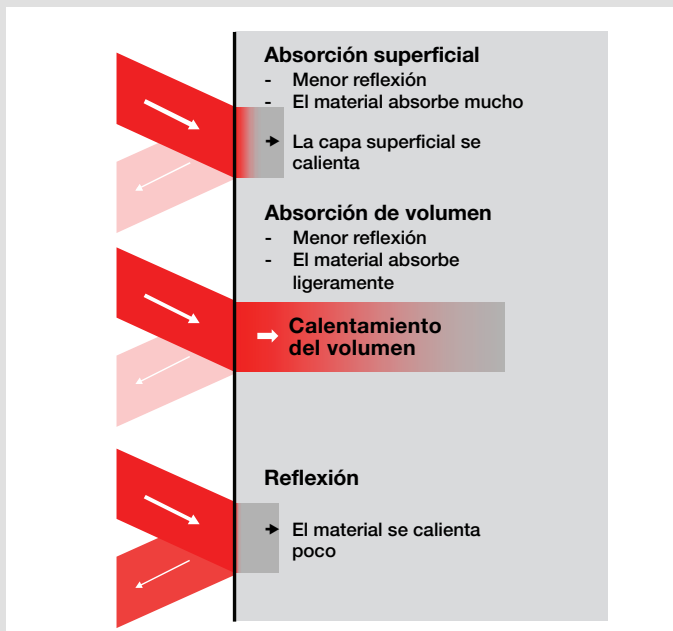 Absorción superficial
- Menor reflexión
- El material absorbe mucho
➔ La capa superficial se
calienta
Absorción de volumen
- Menor reflexión
- El material absorbe
ligeramente
➡ Calentamiento
del volumen
Reflexión
➔ El material se calienta
poco